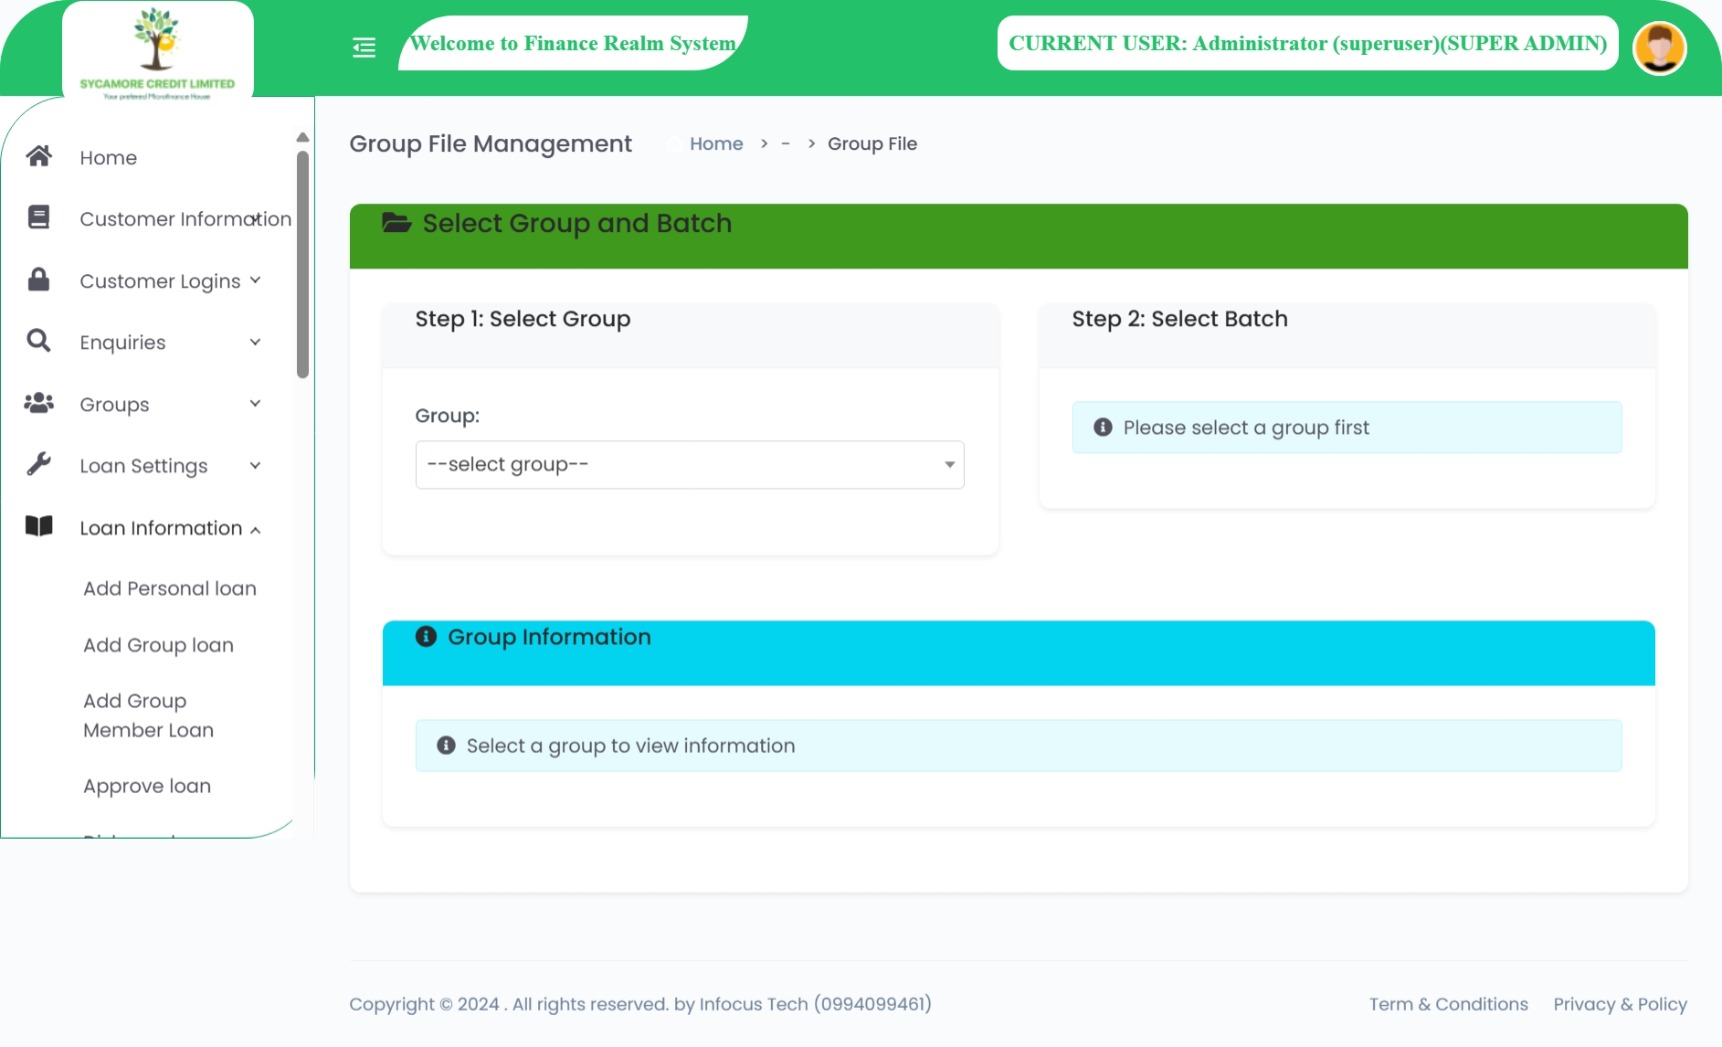 SYCAMORE CREDIT LIMITED
Your preferred Microfinance House
Welcome to Finance Realm System
CURRENT USER: Administrator (superuser)(SUPER ADMIN)
Home
Customer Information
Customer Logins
Enquiries
Groups
Loan Settings
Loan Information
Add Personal loan
Add Group loan
Add Group
Member Loan
Approve loan
Group File Management
Home > - > Group File
Select Group and Batch
Step 1: Select Group
Group:
--select group--
Step 2: Select Batch
Please select a group first
Group Information
Select a group to view information
Copyright © 2024 . All rights reserved. by Infocus Tech (0994099461)
Term & Conditions
Privacy & Policy